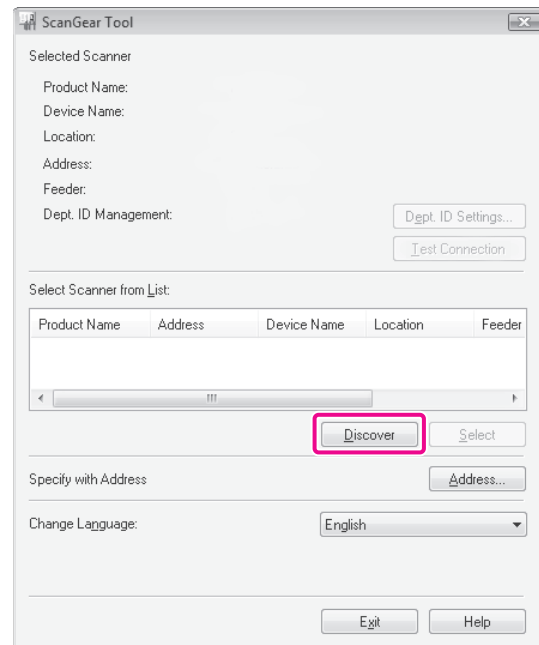 ScanGear Tool
Selected Scanner
Product Name:
Device Name:
Location:
Address:
Feeder:
Dept. ID Management:
Dept. ID Settings...
Test Connection
Select Scanner from List:
Product Name Address Device Name Location Feeder
Discover Select
Specify with Address Address...
Change Language: English
Exit Help